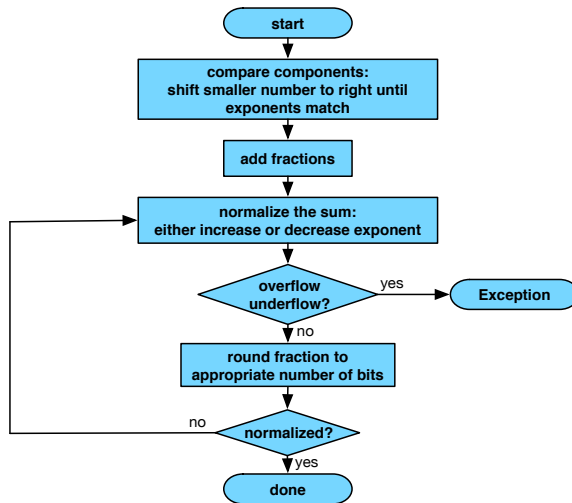 start
compare components:
shift smaller number to right until
exponents match
add fractions
normalize the sum:
either increase or decrease exponent
overflow
underflow?
yes
Exception
no
round fraction to
appropriate number of bits
no
normalized?
yes
done